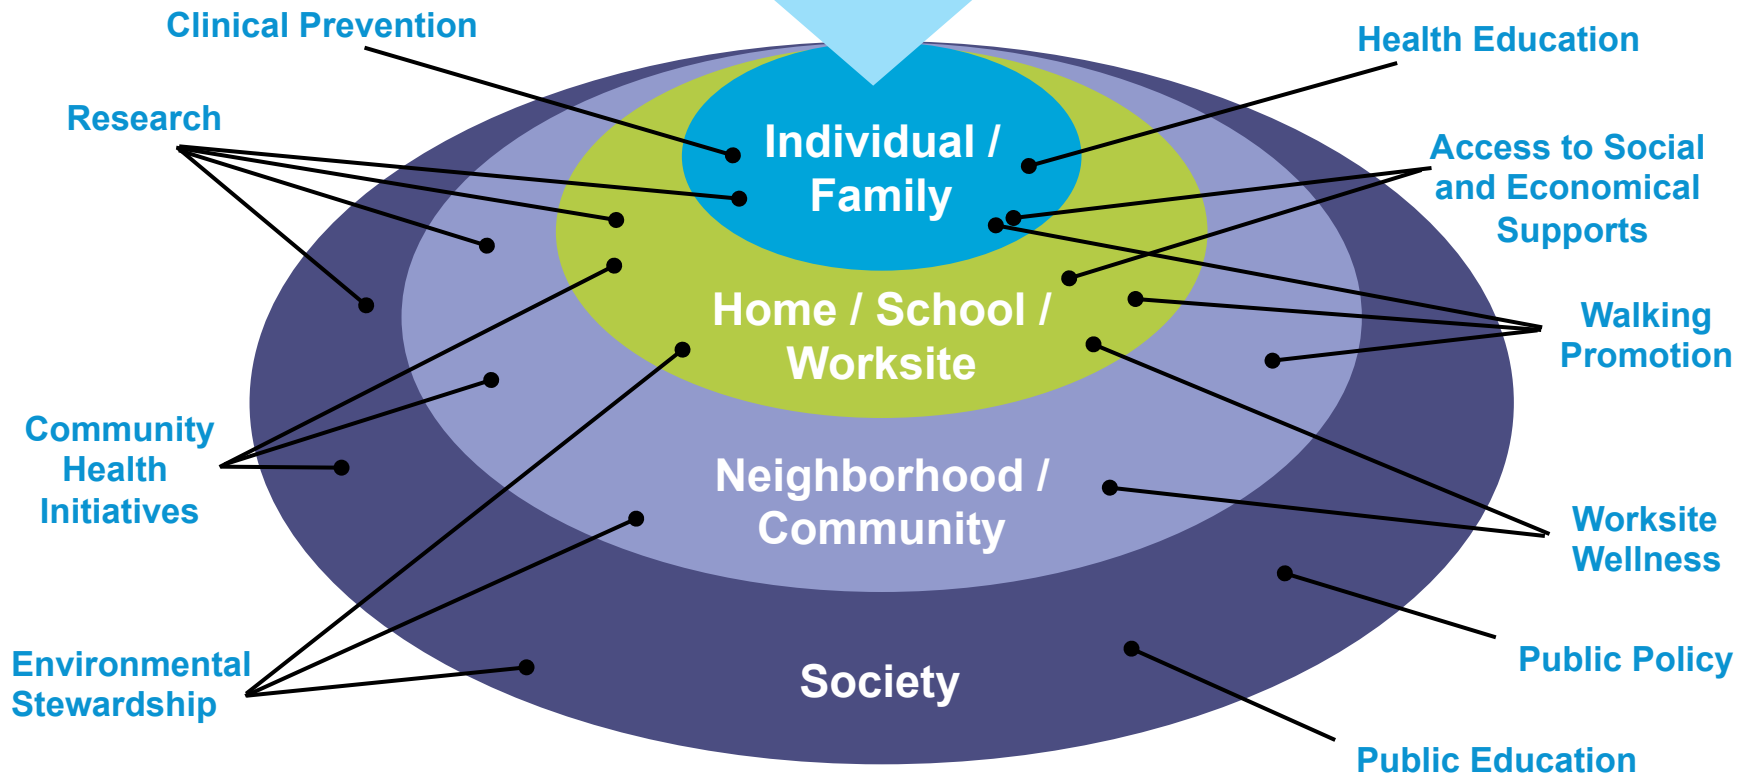 Clinical Prevention
Health Education
Research
Individual /
Family
Access to Social
and Economical
Supports
Home / School /
Worksite
Walking
Promotion
Community
Health
Initiatives
Neighborhood /
Community
Worksite
Wellness
Environmental
Stewardship
Society
Public Policy
Public Education